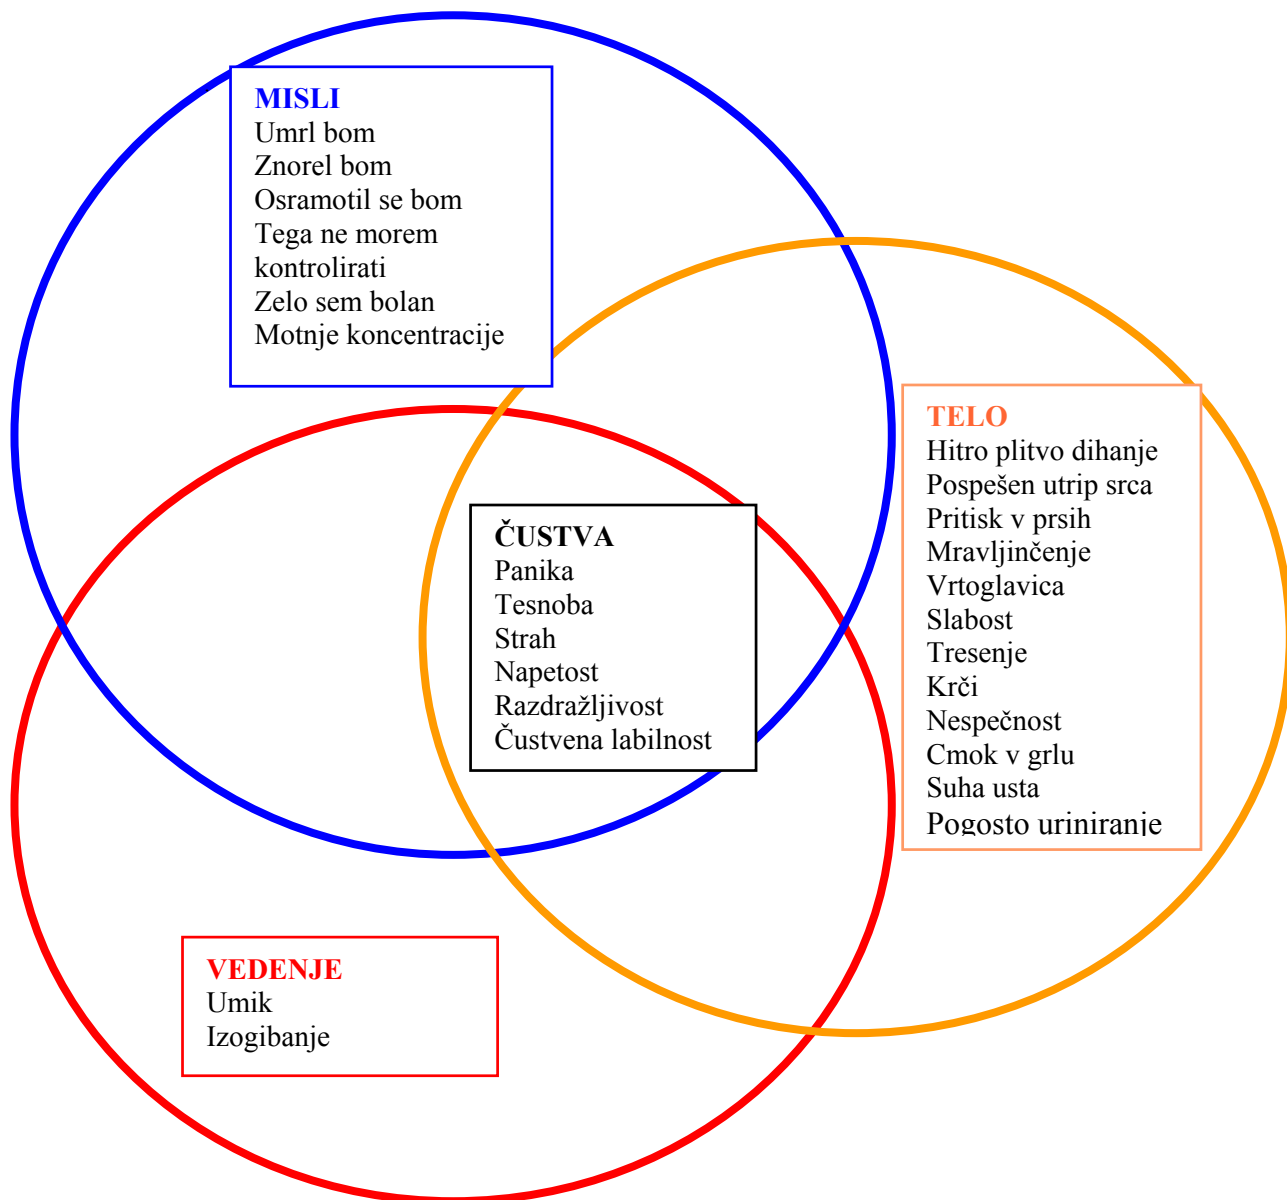 MISLI
Umrl bom
Znorel bom
Osramotil se bom
Tega ne morem
kontrolirati
Zelo sem bolan
Motnje koncentracije
TELO
Hitro plitvo dihanje
Pospešen utrip srca
Pritisk v prsih
Mravljinčenje
Vrtoglavica
Slabost
Tresenje
Krči
Nespečnost
Cmok v grlu
Suha usta
Pogosto uriniranje
ČUSTVA
Panika
Tesnoba
Strah
Napetost
Razdražljivost
Čustvena labilnost
VEDENJE
Umik
Izogibanje